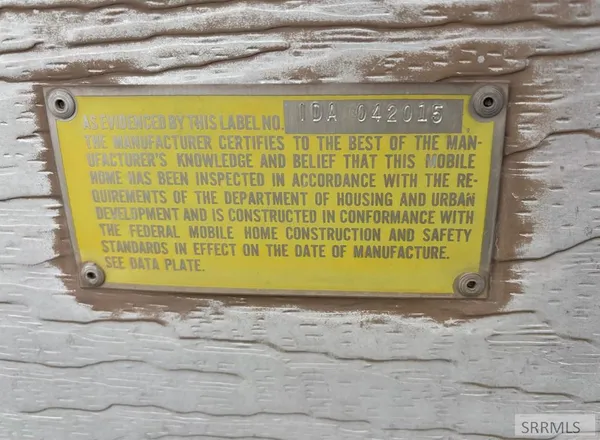 AS EVIDENCED BY THIS LABEL NO. IDA 042015
THE MANUFACTURER CERTIFIES TO THE BEST OF THE MAN-
UFACTURER'S KNOWLEDGE AND BELIEF THAT THIS MOBILE
HOME HAS BEEN INSPECTED IN ACCORDANCE WITH THE RE-
QUIREMENTS OF THE DEPARTMENT OF HOUSING AND URBAN
DEVELOPMENT AND IS CONSTRUCTED IN CONFORMANCE WITH
THE FEDERAL MOBILE HOME CONSTRUCTION AND SAFETY
STANDARDS IN EFFECT ON THE DATE OF MANUFACTURE.
SEE DATA PLATE.
SRRMLS